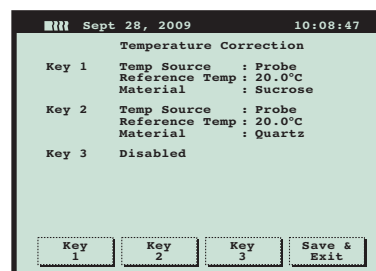 Sept 28, 2009 10:08:47
Temperature Correction
Key 1 Temp Source : Probe
Reference Temp : 20.0°C
Material : Sucrose
Key 2 Temp Source : Probe
Reference Temp : 20.0°C
Material : Quartz
Key 3 Disabled
Key 1
Key 2
Key 3
Save & Exit